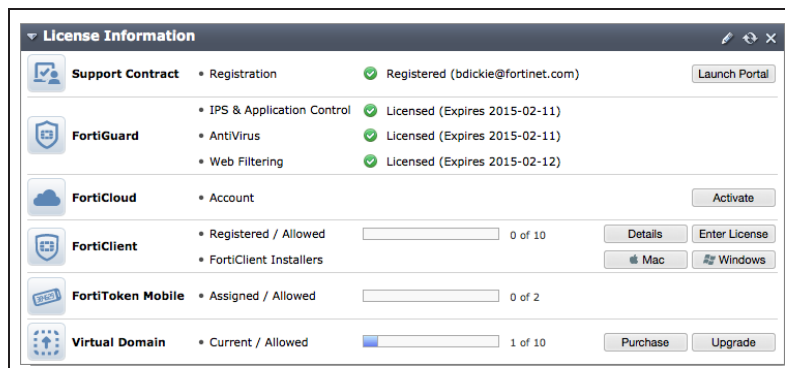 License Information
Support Contract • Registration Registered (bdickie@fortinet.com) Launch Portal
• IPS & Application Control Licensed (Expires 2015-02-11)
FortiGuard • AntiVirus Licensed (Expires 2015-02-11)
• Web Filtering Licensed (Expires 2015-02-12)
FortiCloud • Account Activate
• Registered / Allowed 0 of 10 Details Enter License
FortiClient
• FortiClient Installers Mac Windows
FortiToken Mobile • Assigned / Allowed 0 of 2
Virtual Domain • Current / Allowed 1 of 10 Purchase Upgrade